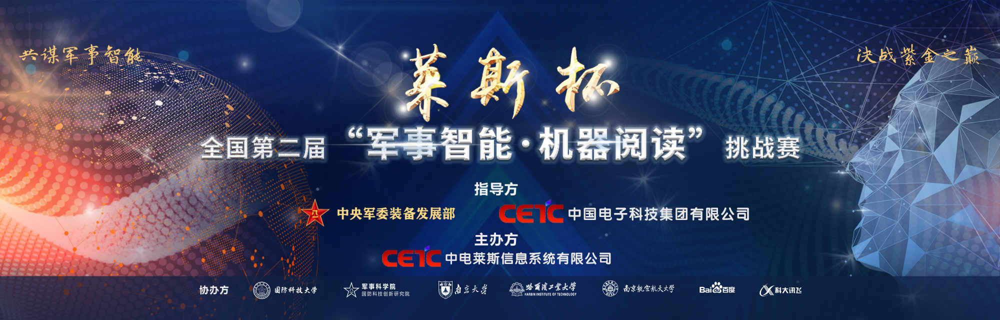 共谋军事智能
决战紫金之巅
莱斯杯
全国第二届“军事智能·机器阅读”挑战赛
指导方
中央军委装备发展部
CETC 中国电子科技集团有限公司
主办方
CETC 中电莱斯信息系统有限公司
协办方
国防科技大学
军事科学院
国防科技创新研究院
南京大学
哈尔滨工业大学
HARBIN INSTITUTE OF TECHNOLOGY
南京航空航天大学
Baidu百度
科大讯飞